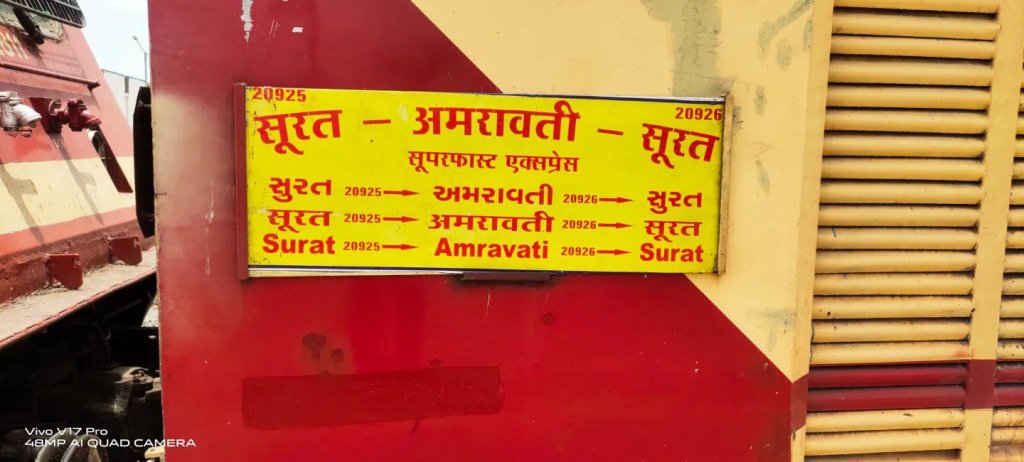 20925 20926
सूरत – अमरावती – सूरत
सूपरफास्ट एक्सप्रेस
સુરત 20925 → અમરાવતી 20926 → સુરત
सूरत 20925 → अमरावती 20926 → सूरत
Surat 20925 → Amravati 20926 → Surat
Vivo V17 Pro
48MP AI QUAD CAMERA